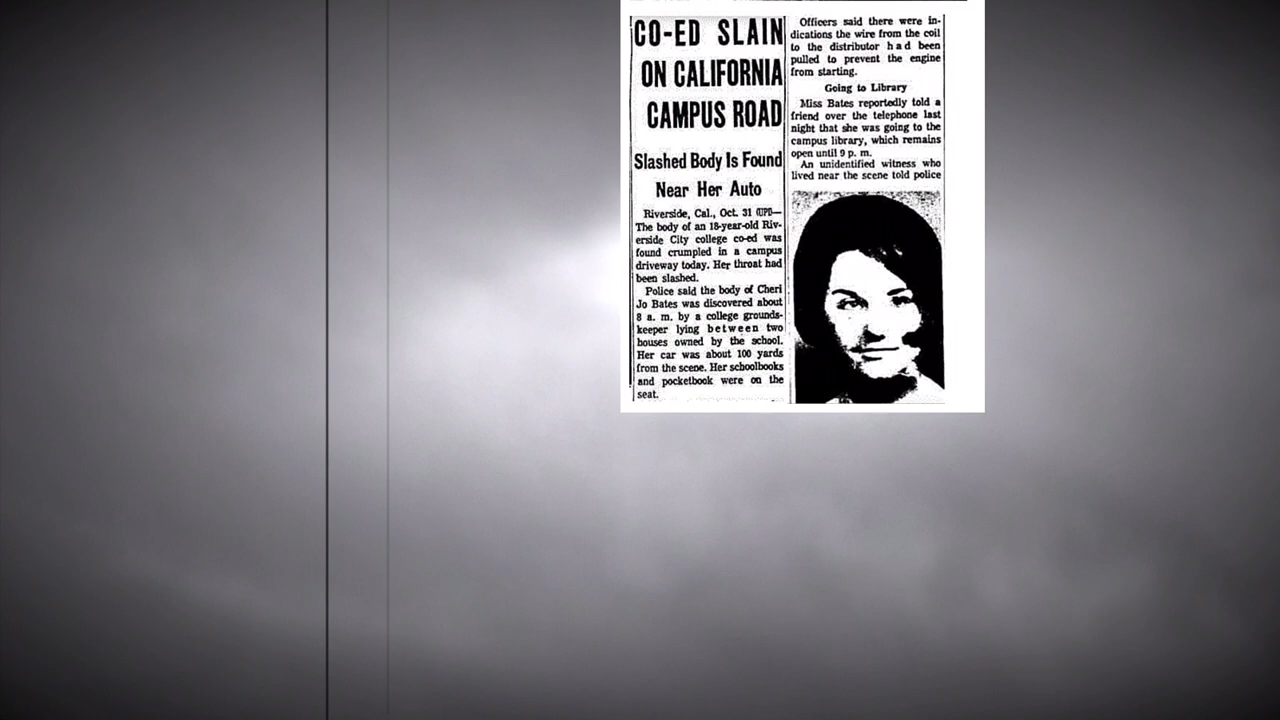 CO-ED SLAIN
ON CALIFORNIA
CAMPUS ROAD
Slashed Body Is Found
Near Her Auto
Riverside, Cal., Oct. 31 (UPI)—
The body of an 18-year-old Riv-
erside City college co-ed was
found crumpled in a campus
driveway today. Her throat had
been slashed.
Police said the body of Cheri
Jo Bates was discovered about
8 a. m. by a college grounds-
keeper lying between two
houses owned by the school.
Her car was about 100 yards
from the scene. Her schoolbooks
and pocketbook were on the
seat.
Officers said there were in-
dications the wire from the coil
to the distributor had been
pulled to prevent the engine
from starting.
Going to Library
Miss Bates reportedly told a
friend over the telephone last
night that she was going to the
campus library, which remains
open until 9 p. m.
An unidentified witness who
lived near the scene told police